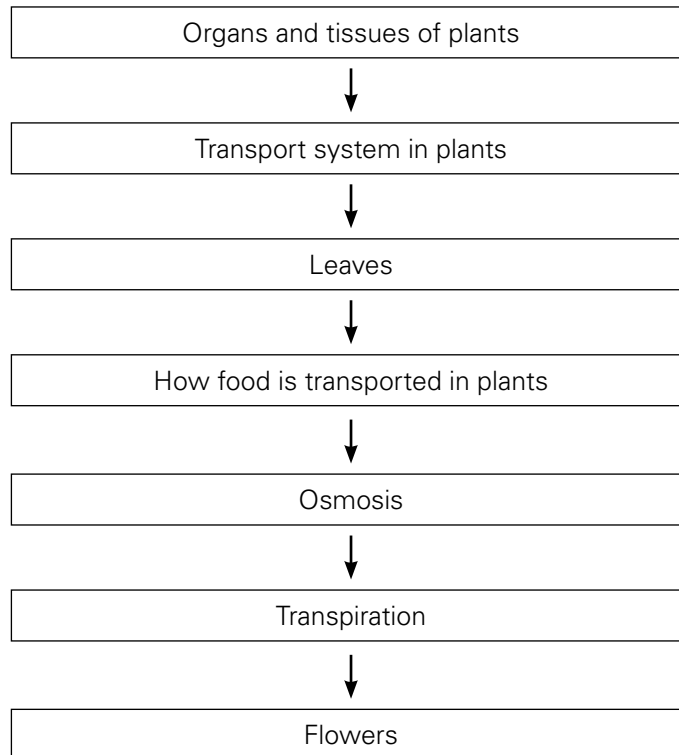 Organs and tissues of plants
Transport system in plants
Leaves
How food is transported in plants
Osmosis
Transpiration
Flowers